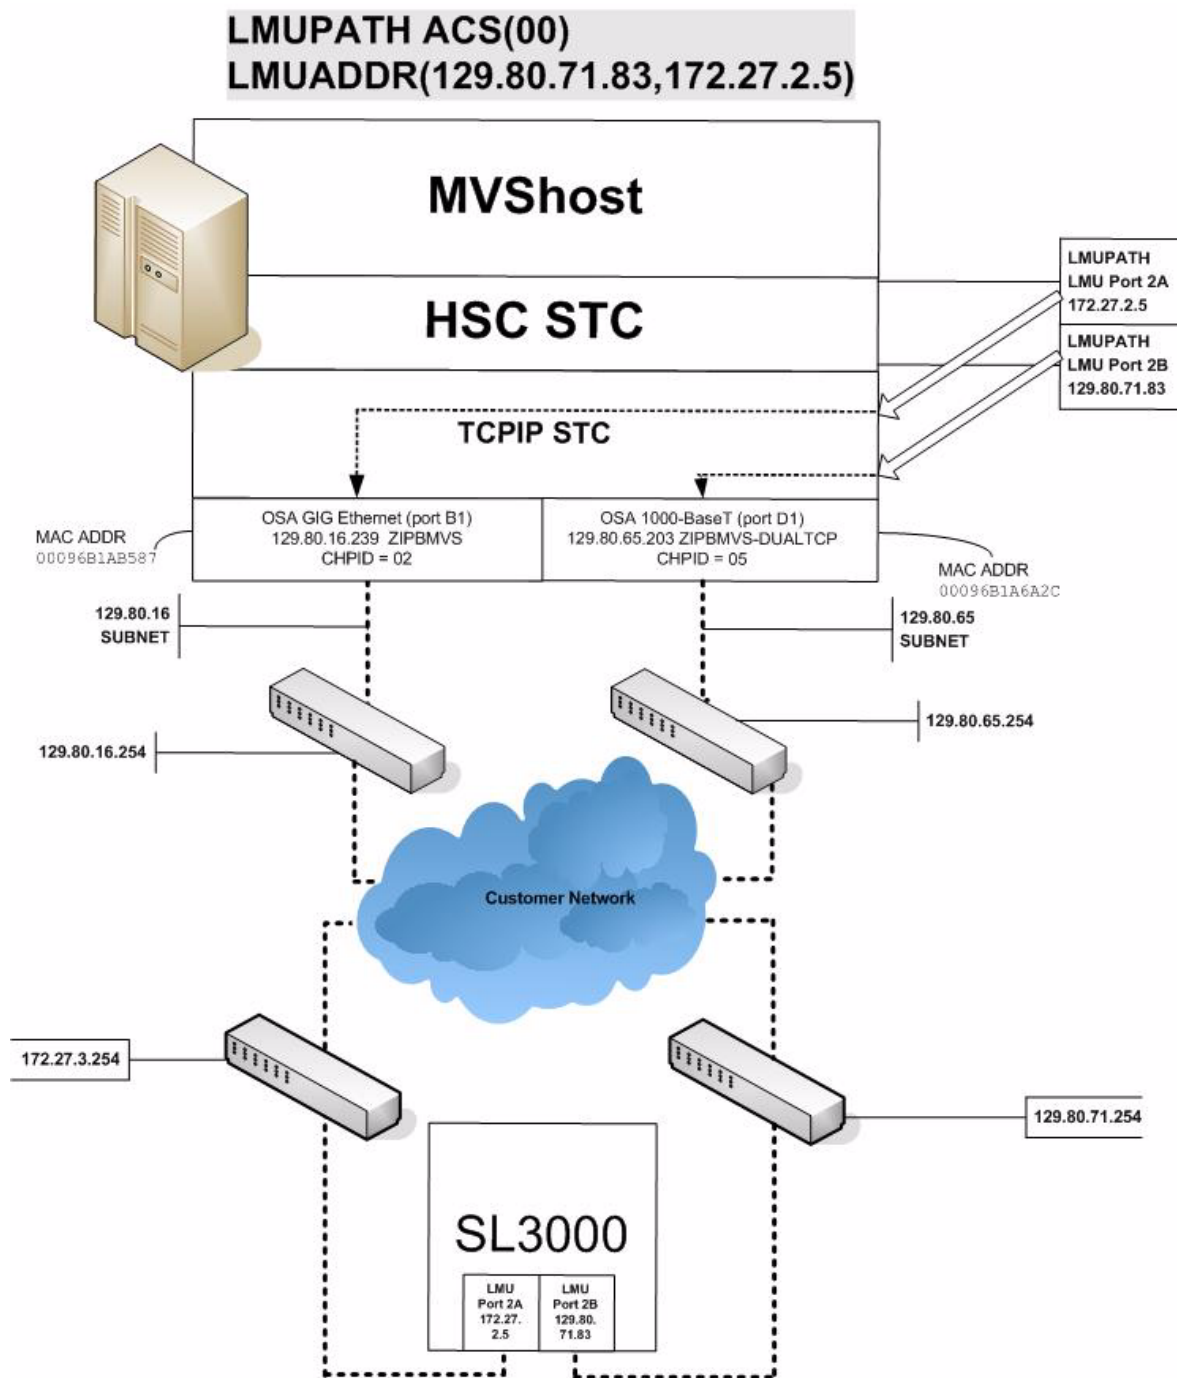 LMUPATH ACS(00)
LMUADDR(129.80.71.83,172.27.2.5)
MVShost
HSC STC
LMUPATH
LMU Port 2A
172.27.2.5
LMUPATH
LMU Port 2B
129.80.71.83
TCPIP STC
OSA GIG Ethernet (port B1)
129.80.16.239 ZIPBMVS
CHPID = 02
OSA 1000-BaseT (port D1)
129.80.65.203 ZIPBMVS-DUALTCP
CHPID = 05
MAC ADDR
00096B1AB587
MAC ADDR
00096B1A6A2C
129.80.16
SUBNET
129.80.65
SUBNET
129.80.16.254
129.80.65.254
Customer Network
172.27.3.254
129.80.71.254
SL3000
LMU
Port 2A
172.27.
2.5
LMU
Port 2B
129.80.
71.83